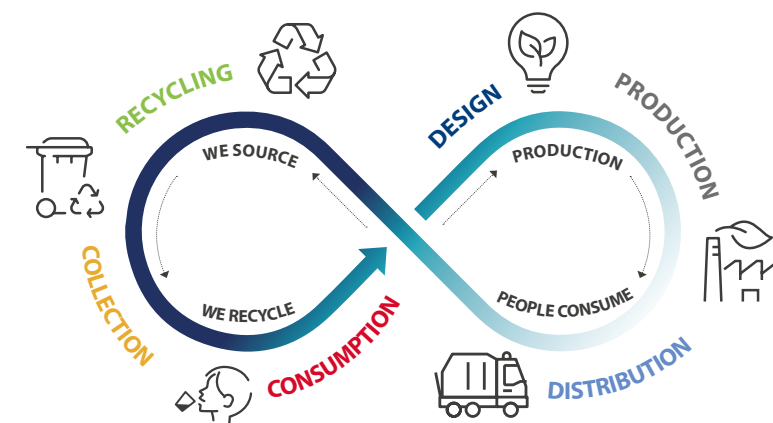 RECYCLING
DESIGN
PRODUCTION
WE SOURCE
PRODUCTION
COLLECTION
WE RECYCLE
PEOPLE CONSUME
CONSUMPTION
DISTRIBUTION